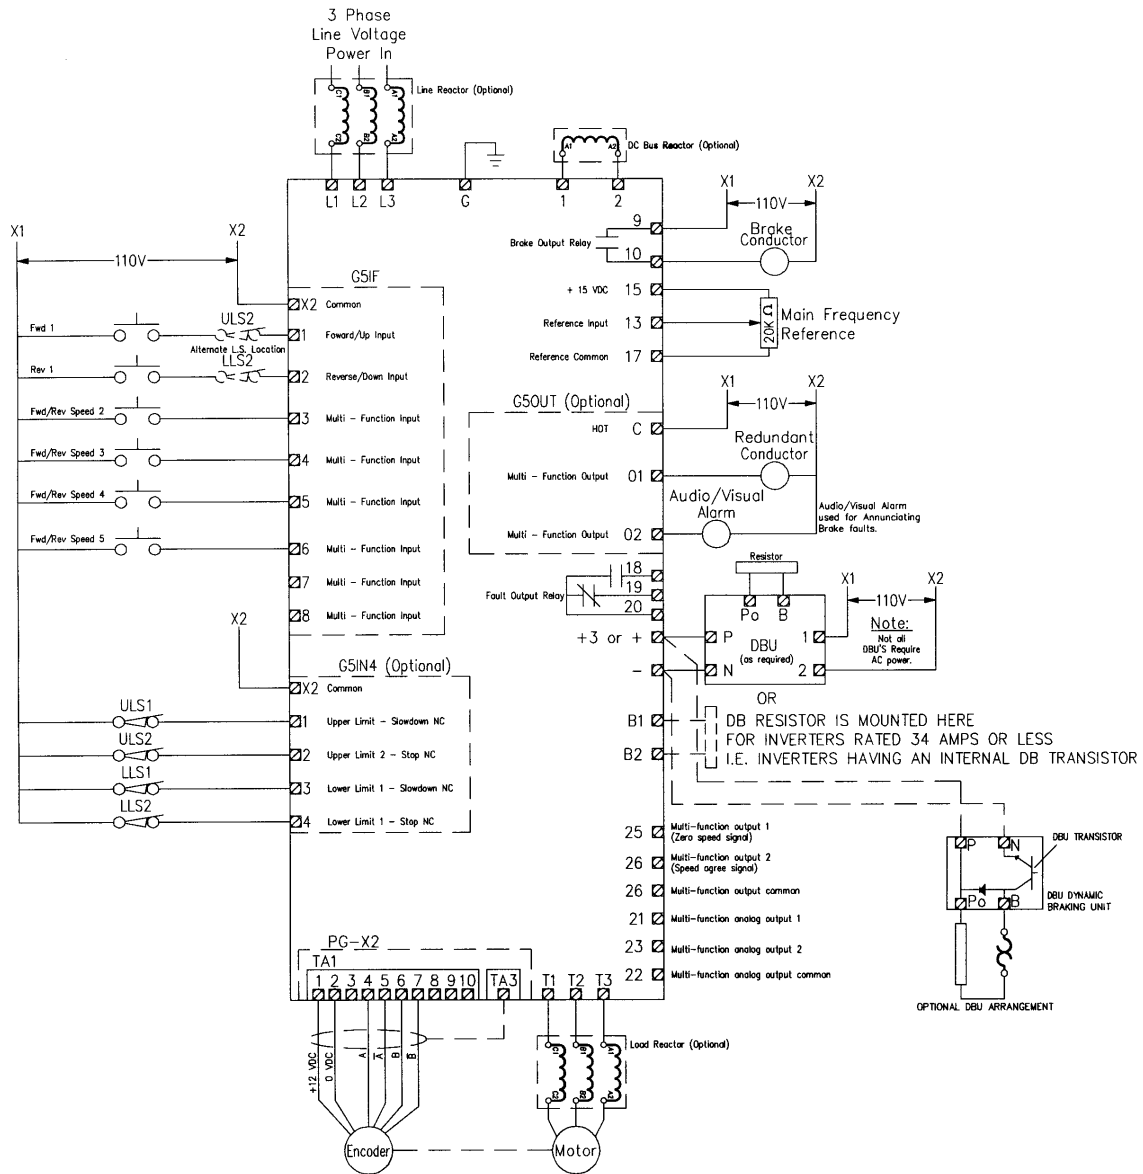 3 Phase
Line Voltage
Power In
C1 B1 A1
C2 B2 A2
Line Reactor (Optional)
A1 A2
DC Bus Reactor (Optional)
L1 L2 L3 G 1 2
X1 X2
110V
X1 X2
110V
9
Brake Output Relay
10
Brake
Conductor
G5IF
X2 Common
+ 15 VDC 15
Fwd 1
ULS2
1 Foward/Up Input
Reference Input 13
20K Ω
Main Frequency
Reference
Alternate L.S. Location
Rev 1
LLS2
2 Reverse/Down Input
Reference Common 17
Fwd/Rev Speed 2
3 Multi - Function Input
Fwd/Rev Speed 3
4 Multi - Function Input
Fwd/Rev Speed 4
5 Multi - Function Input
Fwd/Rev Speed 5
6 Multi - Function Input
7 Multi - Function Input
8 Multi - Function Input
G5OUT (Optional)
X1 X2
110V
HOT C
Redundant
Conductor
Multi - Function Output 01
Audio/Visual
Alarm
Audio/Visual Alarm
used for Annunciating
Brake faults.
Multi - Function Output 02
18
Fault Output Relay 19
20
Resistor
Po B
X1 X2
110V
+3 or +
P DBU 1
(as required)
- N 2
Note:
Not all
DBU'S Require
AC power.
X2
G5IN4 (Optional)
X2 Common
ULS1
1 Upper Limit - Slowdown NC
ULS2
2 Upper Limit 2 - Stop NC
LLS1
3 Lower Limit 1 - Slowdown NC
LLS2
4 Lower Limit 1 - Stop NC
OR
B1
DB RESISTOR IS MOUNTED HERE
FOR INVERTERS RATED 34 AMPS OR LESS
B2
I.E. INVERTERS HAVING AN INTERNAL DB TRANSISTOR
25 Multi-function output 1
(Zero speed signal)
26 Multi-function output 2
(Speed agree signal)
26 Multi-function output common
21 Multi-function analog output 1
23 Multi-function analog output 2
22 Multi-function analog output common
P N
DBU TRANSISTOR
Po B
DBU DYNAMIC
BRAKING UNIT
OPTIONAL DBU ARRANGEMENT
PG-X2
TA1
1 2 3 4 5 6 7 8 9 10 TA3 T1 T2 T3
+12 VDC
0 VDC
A
A̅
B
B̅
C1 B1 A1
C2 B2 A2
Load Reactor (Optional)
Encoder
Motor